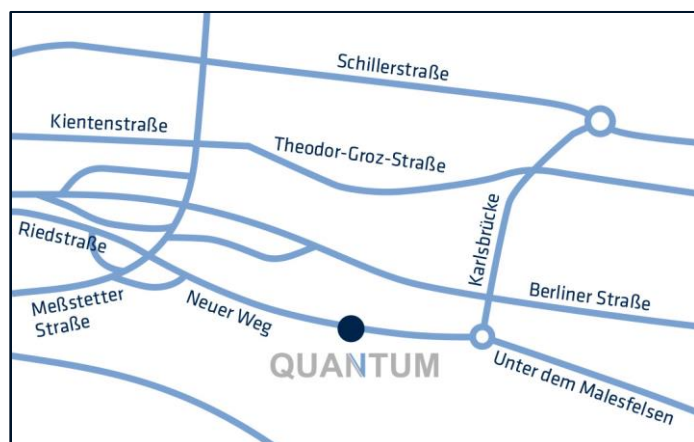 Schillerstraße
Kientenstraße
Theodor-Groz-Straße
Karlsbrücke
Riedstraße
Meßstetter
Straße
Neuer Weg
Berliner Straße
QUANTUM
Unter dem Malesfelsen